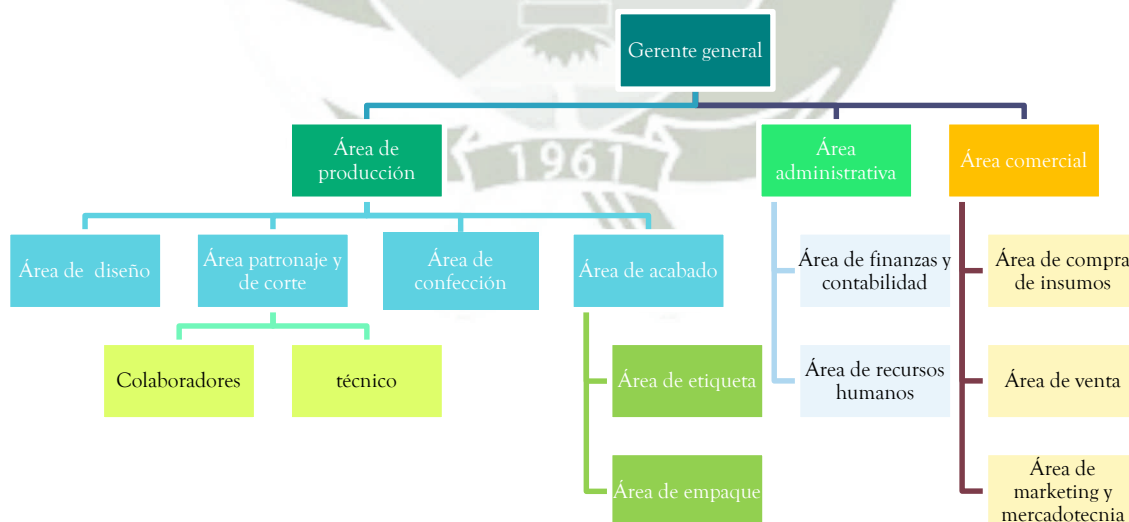 Gerente general
Área de
producción
1961
Área
administrativa
Área comercial
Área de diseño
Área patronaje y
de corte
Área de
confección
Área de acabado
Área de finanzas y
contabilidad
Área de compra
de insumos
Colaboradores
técnico
Área de etiqueta
Área de recursos
humanos
Área de venta
Área de empaque
Área de
marketing y
mercadotecnia